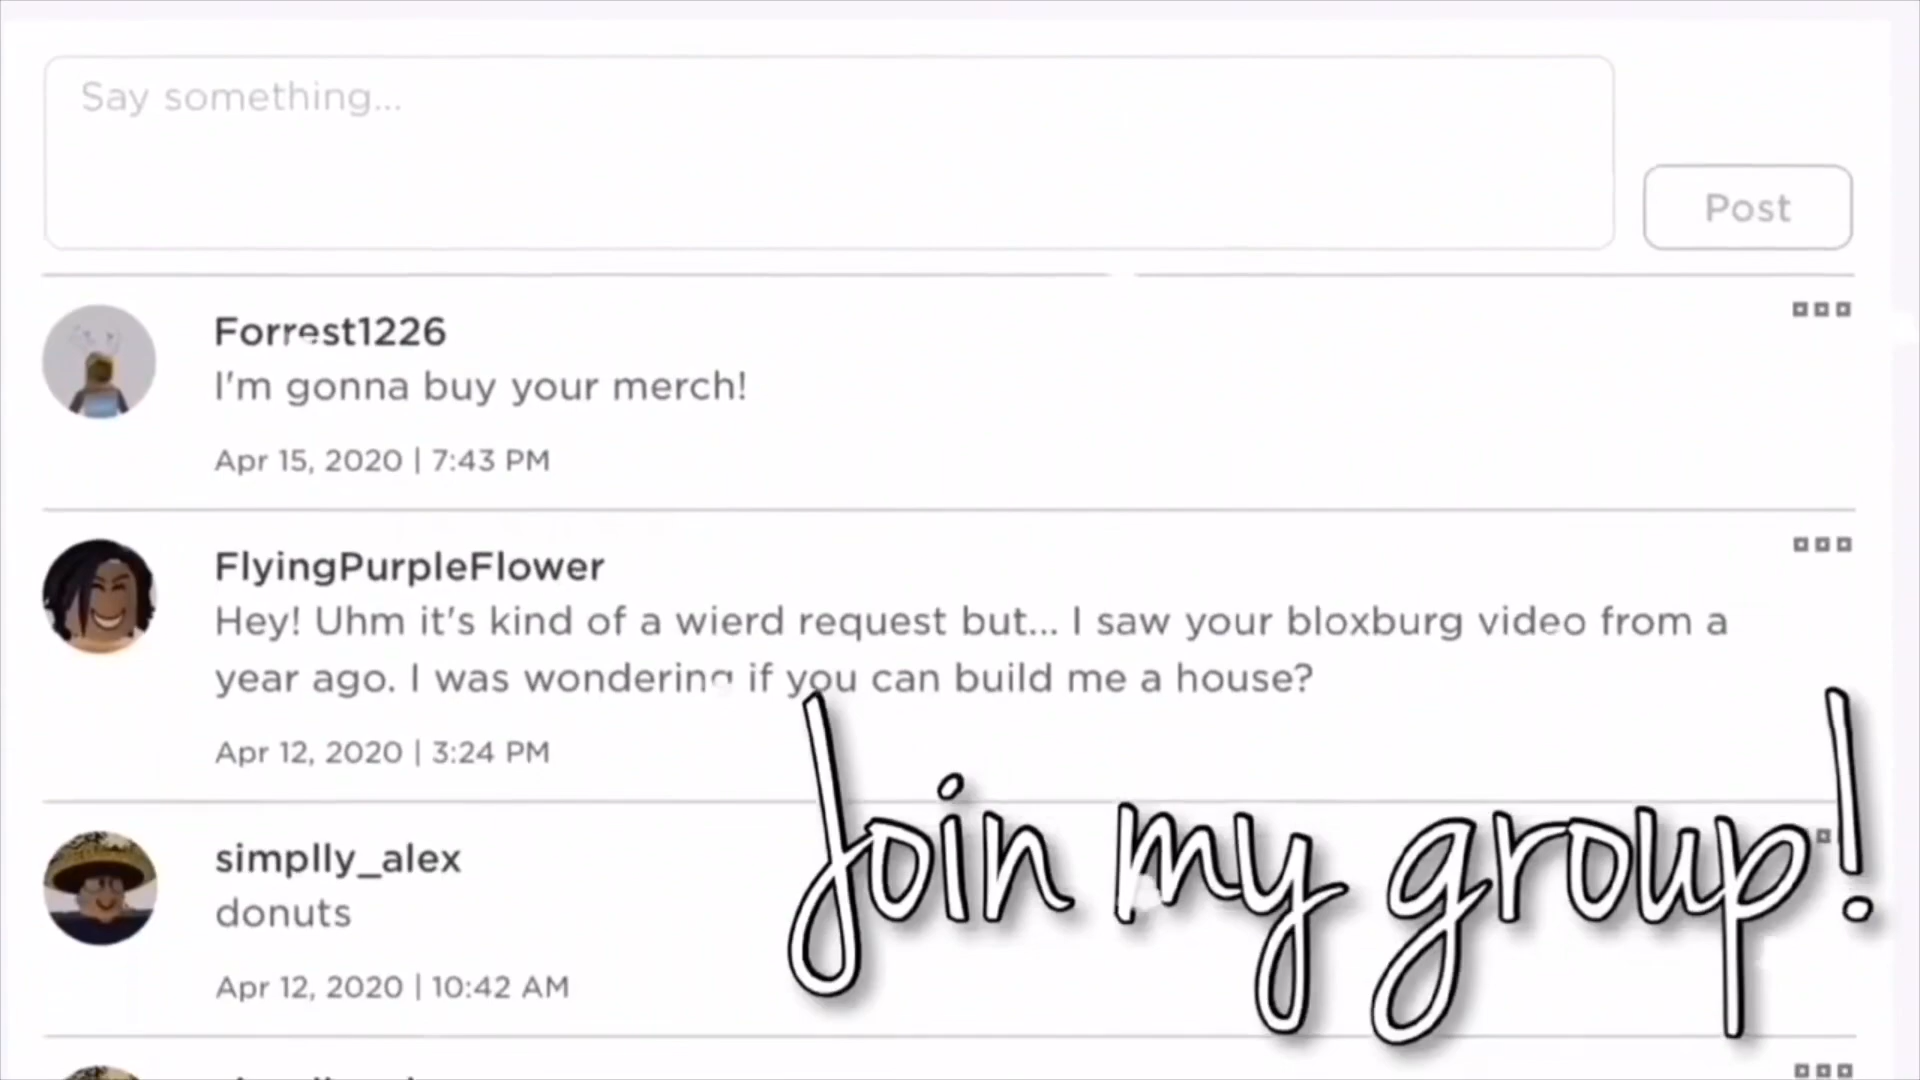 Say something...
Post
Forrest1226
I'm gonna buy your merch!
Apr 15, 2020 | 7:43 PM
FlyingPurpleFlower
Hey! Uhm it's kind of a wierd request but... I saw your bloxburg video from a
year ago. I was wondering if you can build me a house?
Apr 12, 2020 | 3:24 PM
simplly_alex
donuts
Apr 12, 2020 | 10:42 AM
Join my group!